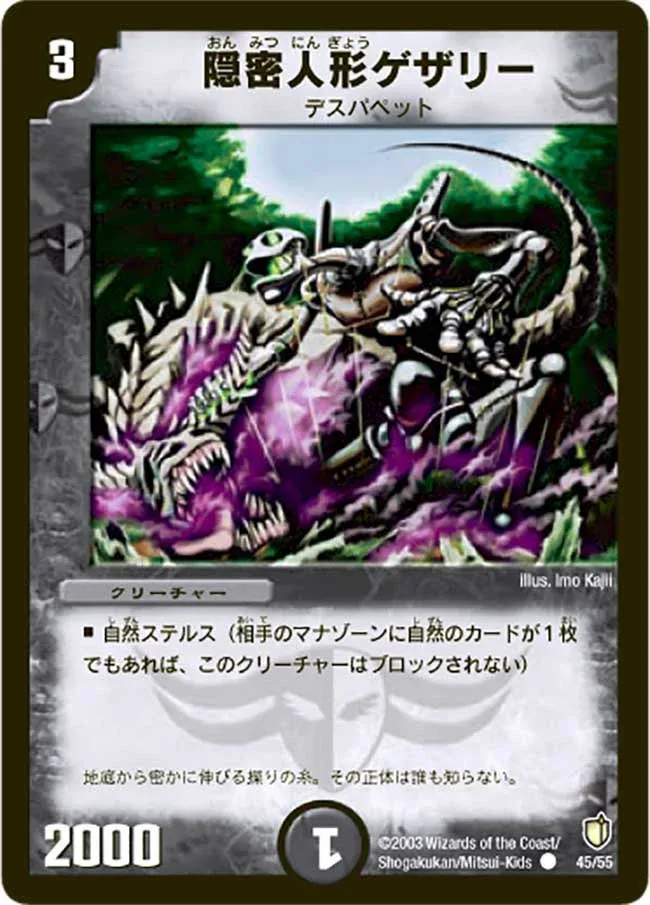 3
おん みつ にん ぎょう
隠密人形ゲザリー
デスパペット
illus. Imo Kajii
クリーチャー
しぜん あいて しぜん まい
■ 自然ステルス（相手のマナゾーンに自然のカードが１枚
でもあれば、このクリーチャーはブロックされない）
地底から密かに伸びる操りの糸。その正体は誰も知らない。
2000
1
©2003 Wizards of the Coast/
Shogakukan/Mitsui-Kids
45/55